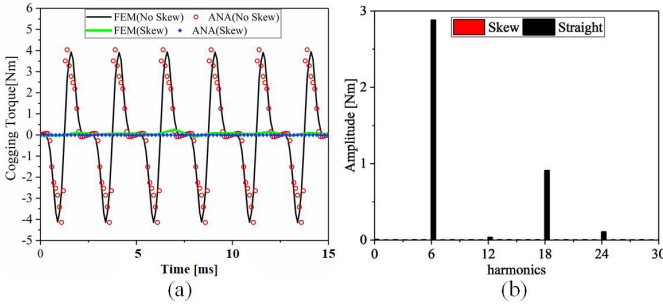 FEM(No Skew) ANA(No Skew)
FEM(Skew) ANA(Skew)
Cogging Torque[Nm]
6
5
4
3
2
1
0
-1
-2
-3
-4
-5
0 5 10 15
Time [ms]
(a)
Skew Straight
Amplitude [Nm]
3
2
1
0
0 6 12 18 24 30
harmonics
(b)